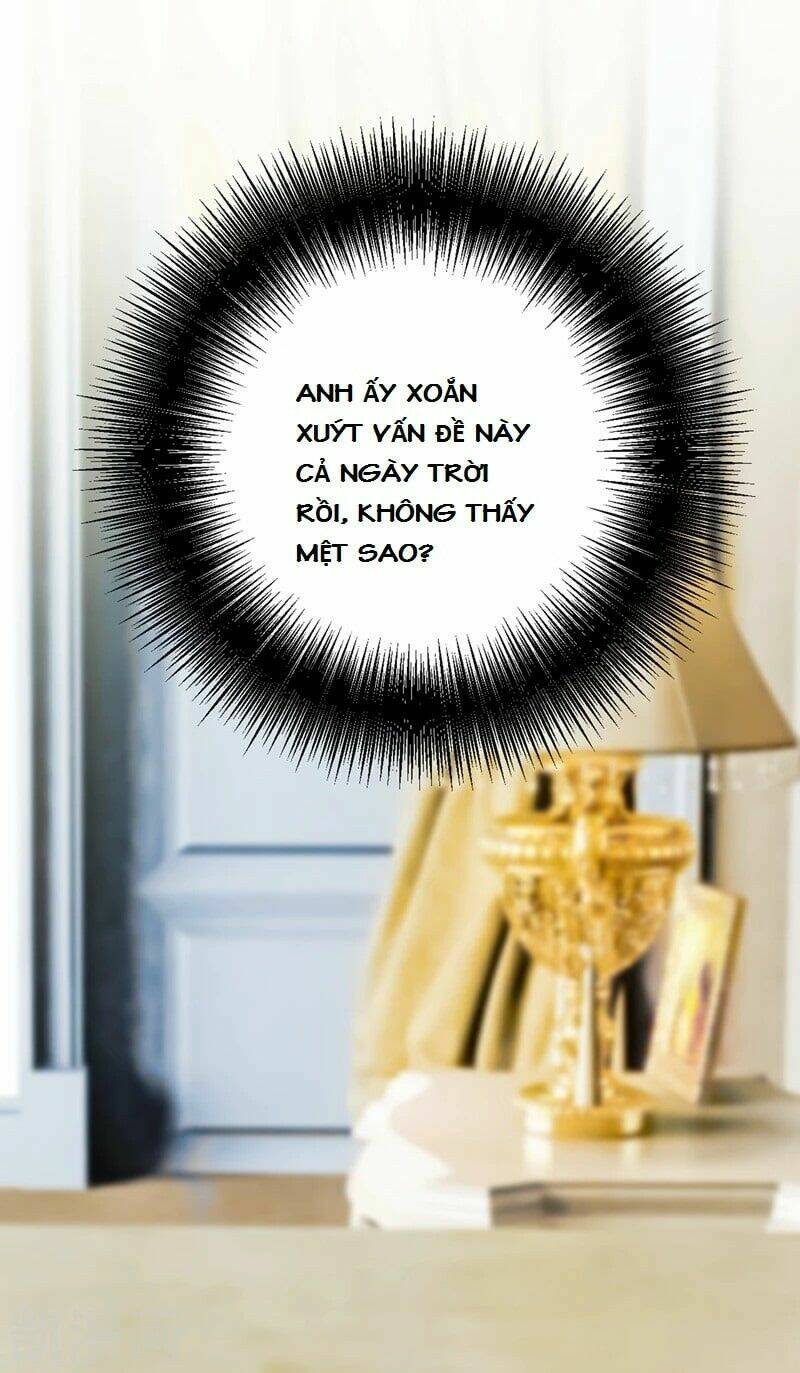 ANH ẤY XOẮN
XUÝT VẤN ĐỀ NÀY
CẢ NGÀY TRỜI
RỒI, KHÔNG THẤY
MỆT SAO?